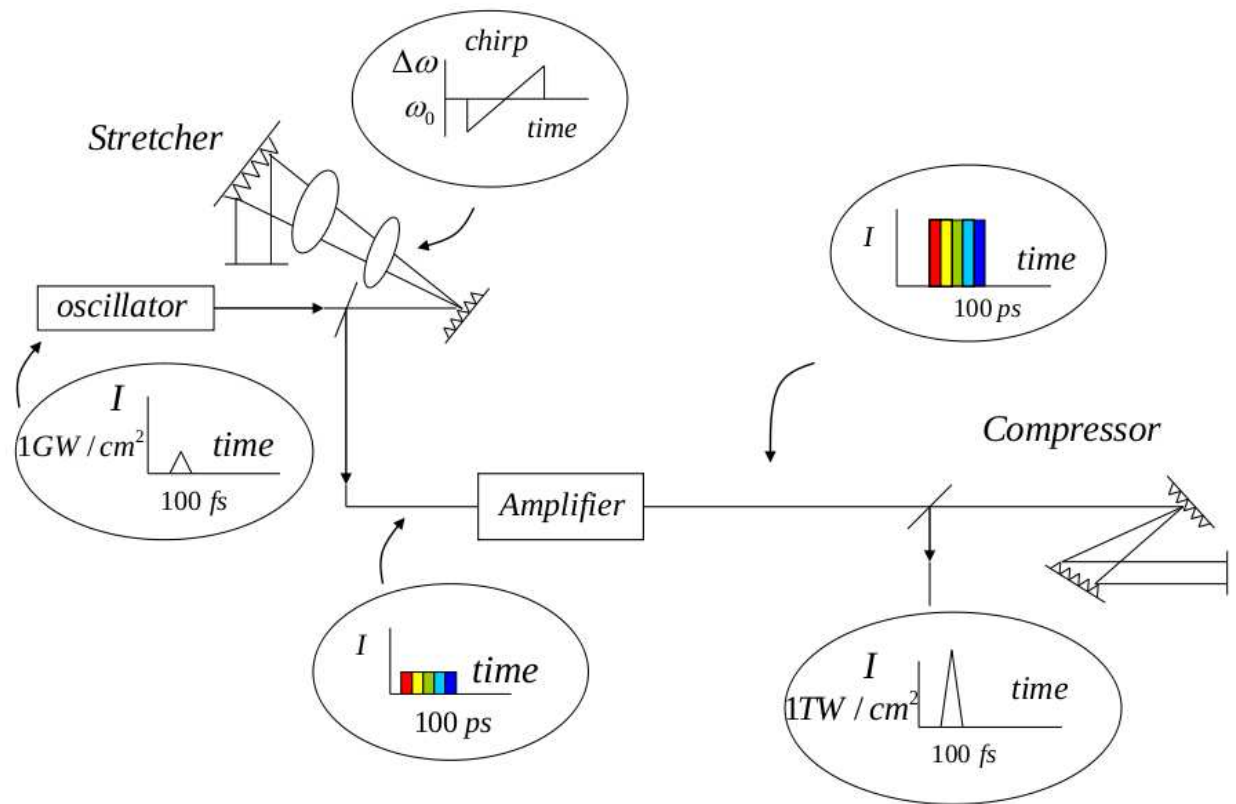 chirp
Δω
ω₀
time
Stretcher
I
time
100 ps
oscillator
I
1GW / cm²
time
100 fs
Compressor
Amplifier
I
time
100 ps
I
1TW / cm²
time
100 fs